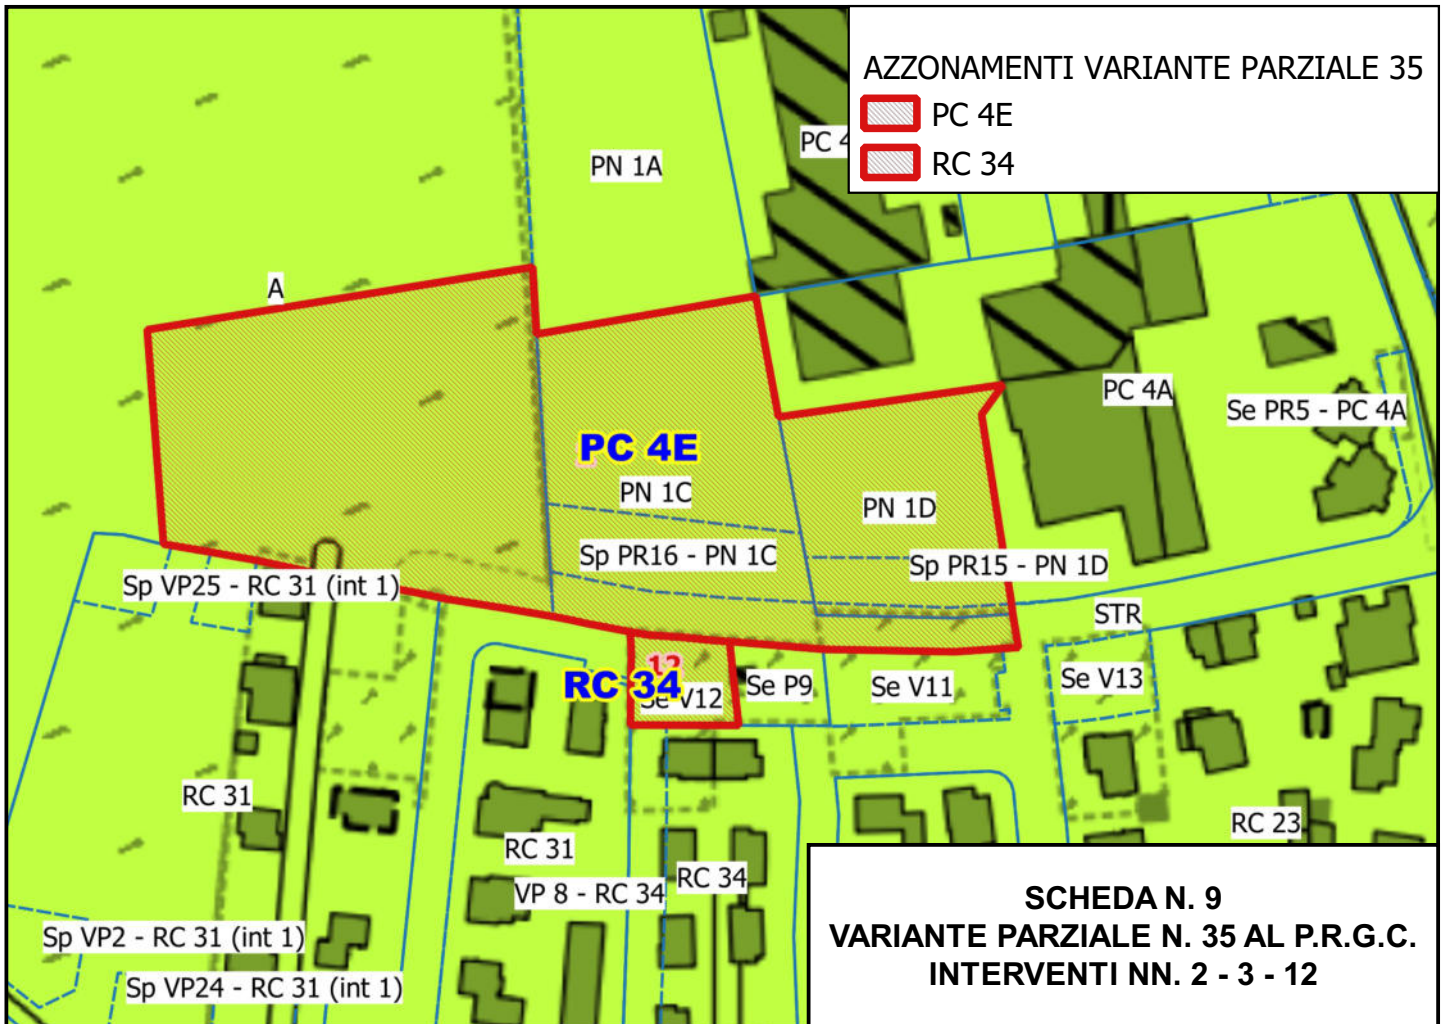 AZZONAMENTI VARIANTE PARZIALE 35
PC 4E
RC 34
PN 1A
PC 4
A
PC 4A
Se PR5 - PC 4A
PC 4E
PN 1C
PN 1D
Sp PR16 - PN 1C
Sp PR15 - PN 1D
Sp VP25 - RC 31 (int 1)
STR
12
RC 34
Se V12
Se P9
Se V11
Se V13
RC 31
RC 23
RC 31
VP 8 - RC 34
RC 34
Sp VP2 - RC 31 (int 1)
Sp VP24 - RC 31 (int 1)
SCHEDA N. 9
VARIANTE PARZIALE N. 35 AL P.R.G.C.
INTERVENTI NN. 2 - 3 - 12